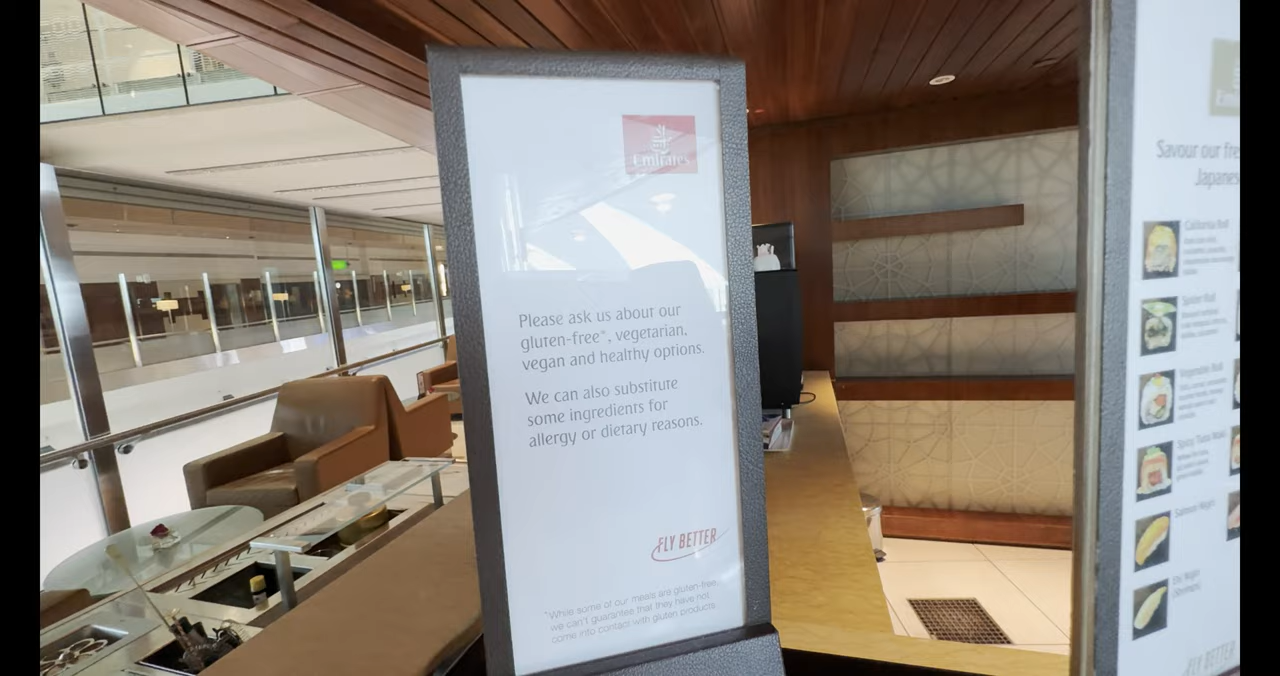 Emirates
Please ask us about our
gluten-free*, vegetarian,
vegan and healthy options.
We can also substitute
some ingredients for
allergy or dietary reasons.
FLY BETTER
*While some of our meals are gluten-free,
we can't guarantee that they have not
come into contact with gluten products.
Savour our
Japanese
California Roll
Spider Roll
Vegetable Roll
Spicy Tuna Maki
Salmon Nigiri
Ebi Nigiri
FLY BETTER